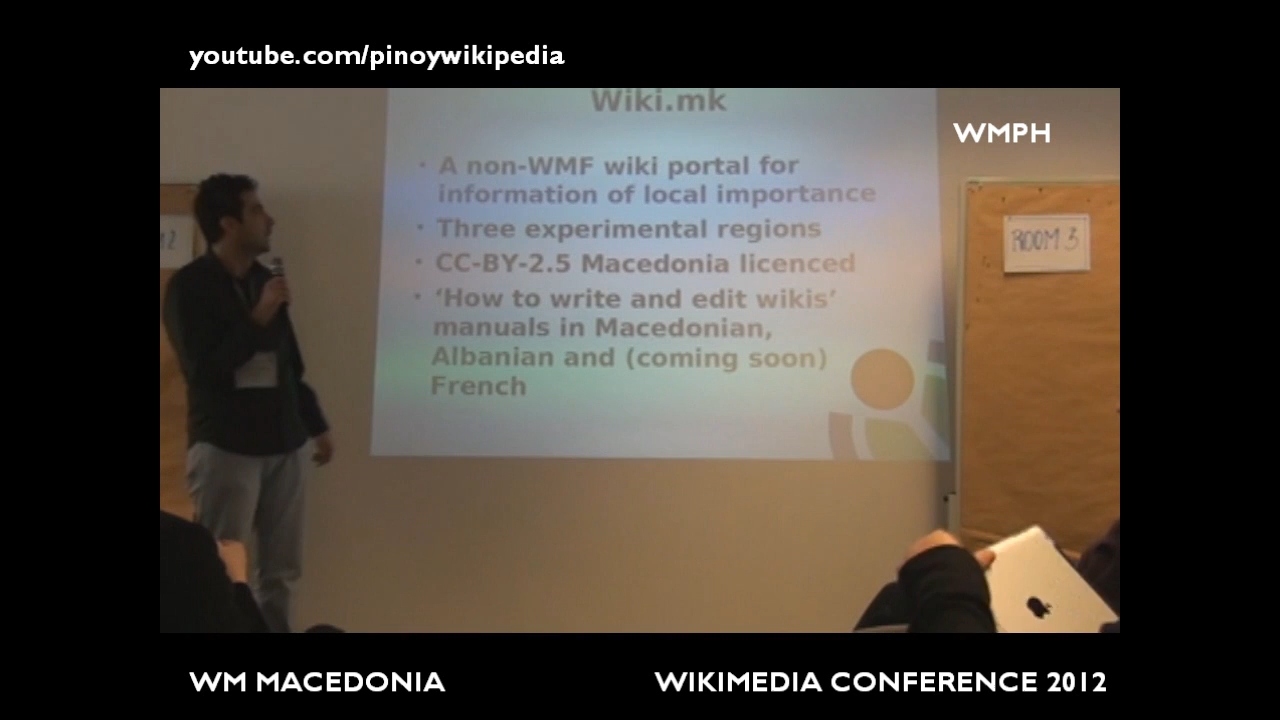 youtube.com/pinoywikipedia
Wiki.mk
WMPH
· A non-WMF wiki portal for
information of local importance
· Three experimental regions
· CC-BY-2.5 Macedonia licenced
· ‘How to write and edit wikis’
manuals in Macedonian,
Albanian and (coming soon)
French
ROOM 3
WM MACEDONIA
WIKIMEDIA CONFERENCE 2012